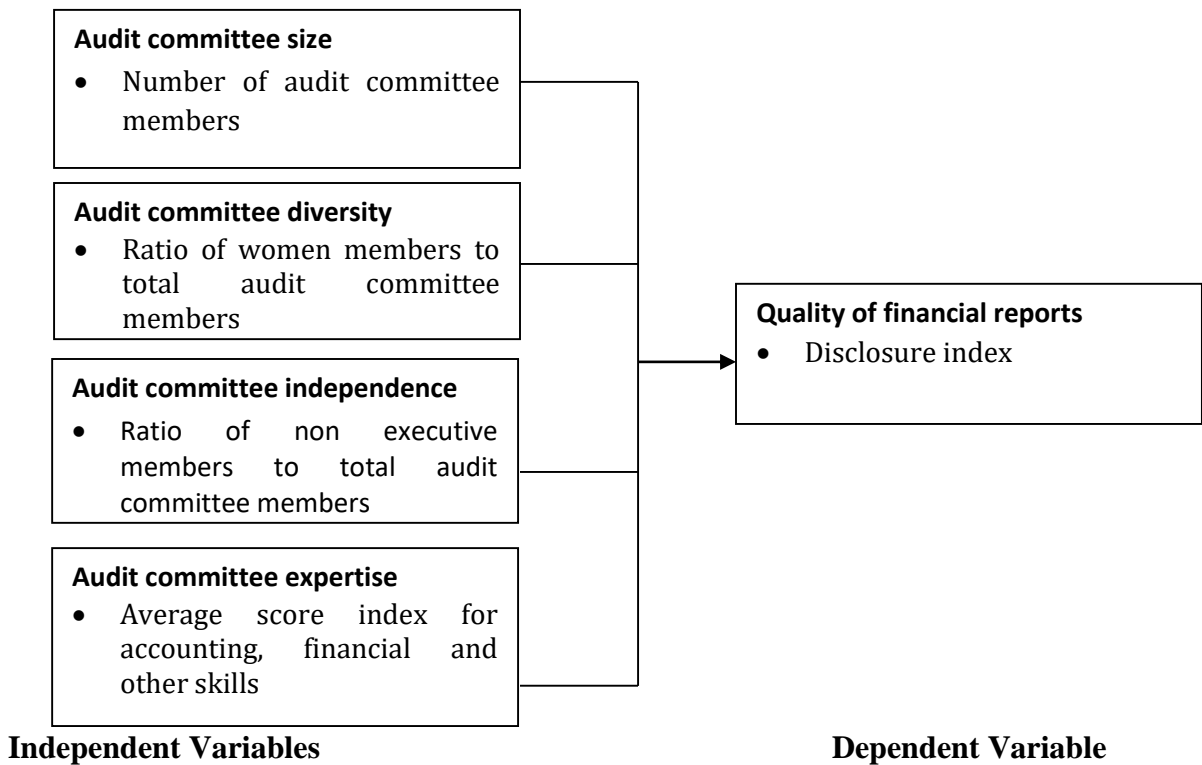 Audit committee size
• Number of audit committee
members
Audit committee diversity
• Ratio of women members to
total audit committee
members
Audit committee independence
• Ratio of non executive
members to total audit
committee members
Audit committee expertise
• Average score index for
accounting, financial and
other skills
Quality of financial reports
• Disclosure index
Independent Variables
Dependent Variable